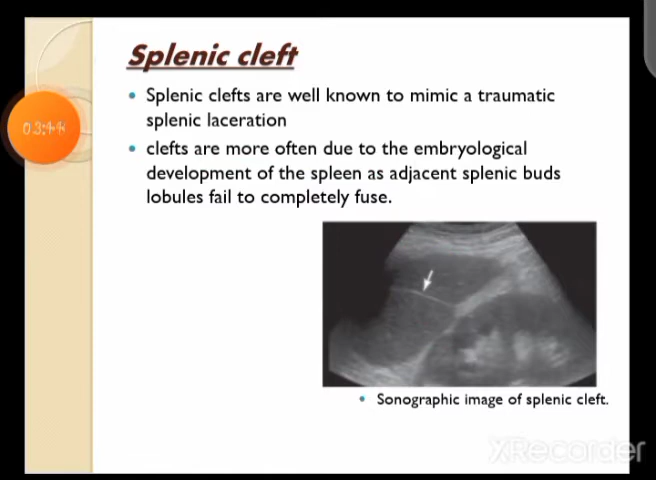 Splenic cleft
• Splenic clefts are well known to mimic a traumatic
splenic laceration
• clefts are more often due to the embryological
development of the spleen as adjacent splenic buds
lobules fail to completely fuse.
03:44
• Sonographic image of splenic cleft.
XRecorder